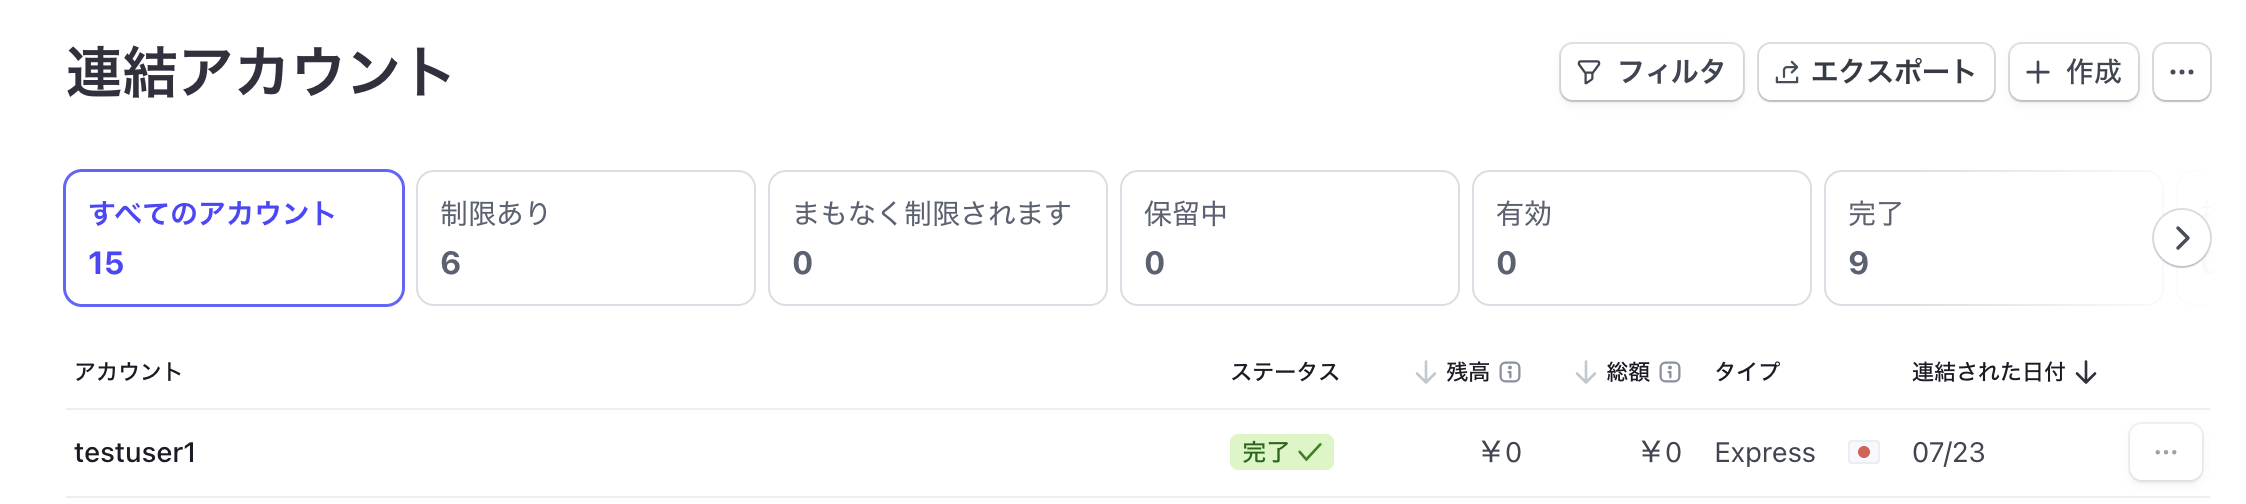 連結アカウント
フィルタ
エクスポート
+ 作成
…
すべてのアカウント
15
制限あり
6
まもなく制限されます
0
保留中
0
有効
0
完了
9
アカウント ステータス ↓ 残高 ↓ 総額 タイプ 連結された日付 ↓
testuser1 完了 ✓ ¥0 ¥0 Express 07/23 …